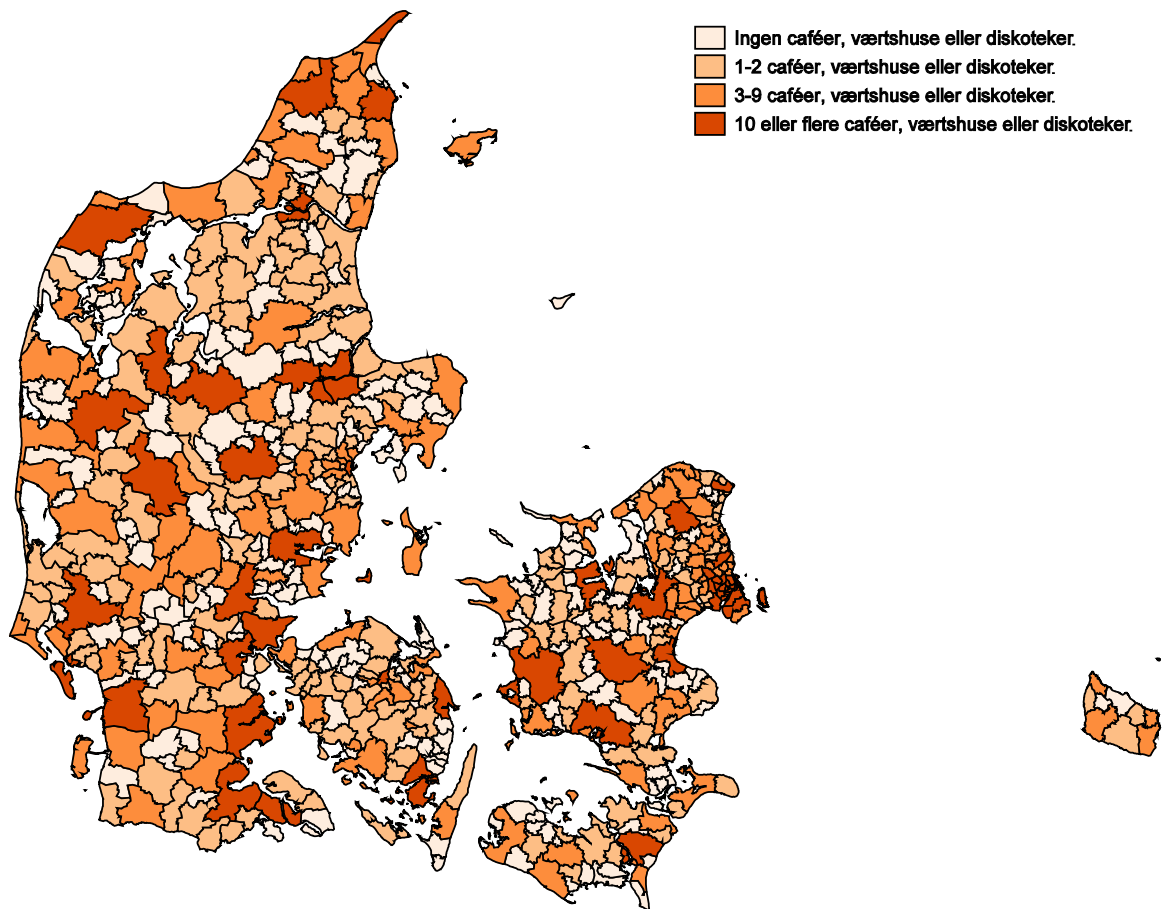 Ingen caféer, værtshuse eller diskoteker.
1-2 caféer, værtshuse eller diskoteker.
3-9 caféer, værtshuse eller diskoteker.
10 eller flere caféer, værtshuse eller diskoteker.